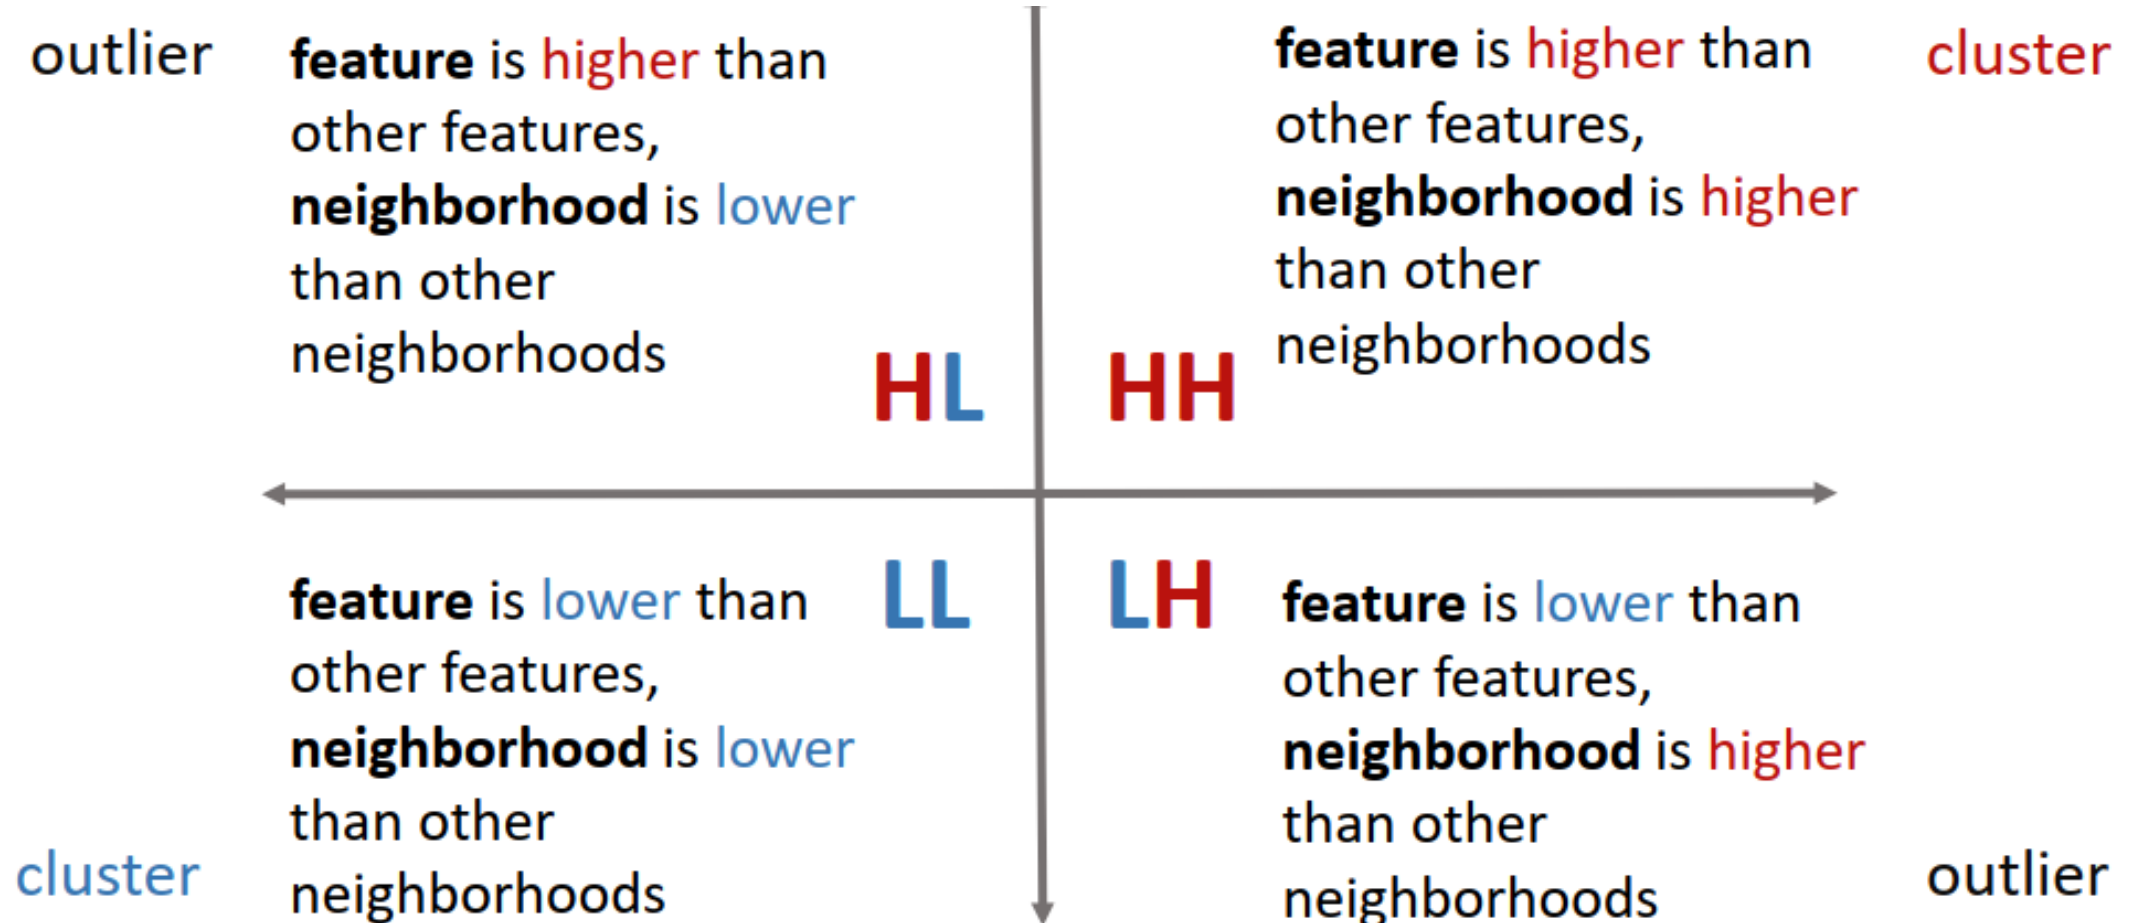 outlier
feature is higher than
other features,
neighborhood is lower
than other
neighborhoods
HL
feature is higher than
other features,
neighborhood is higher
than other
neighborhoods
HH
cluster
feature is lower than
other features,
neighborhood is lower
than other
neighborhoods
LL
cluster
LH
feature is lower than
other features,
neighborhood is higher
than other
neighborhoods
outlier